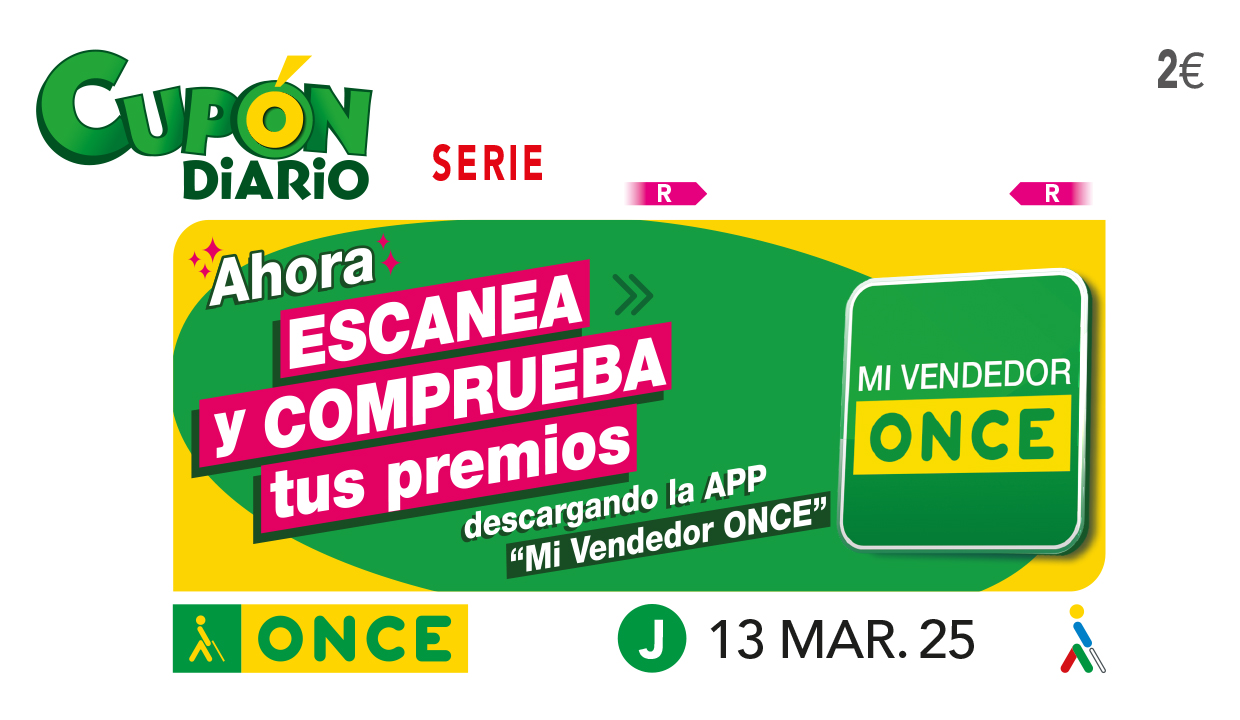 CUPÓN
DiARiO
2€
SERIE
R
R
Ahora
ESCANEA
y COMPRUEBA
tus premios
descargando la APP
“Mi Vendedor ONCE”
MI VENDEDOR
ONCE
ONCE
J 13 MAR. 25